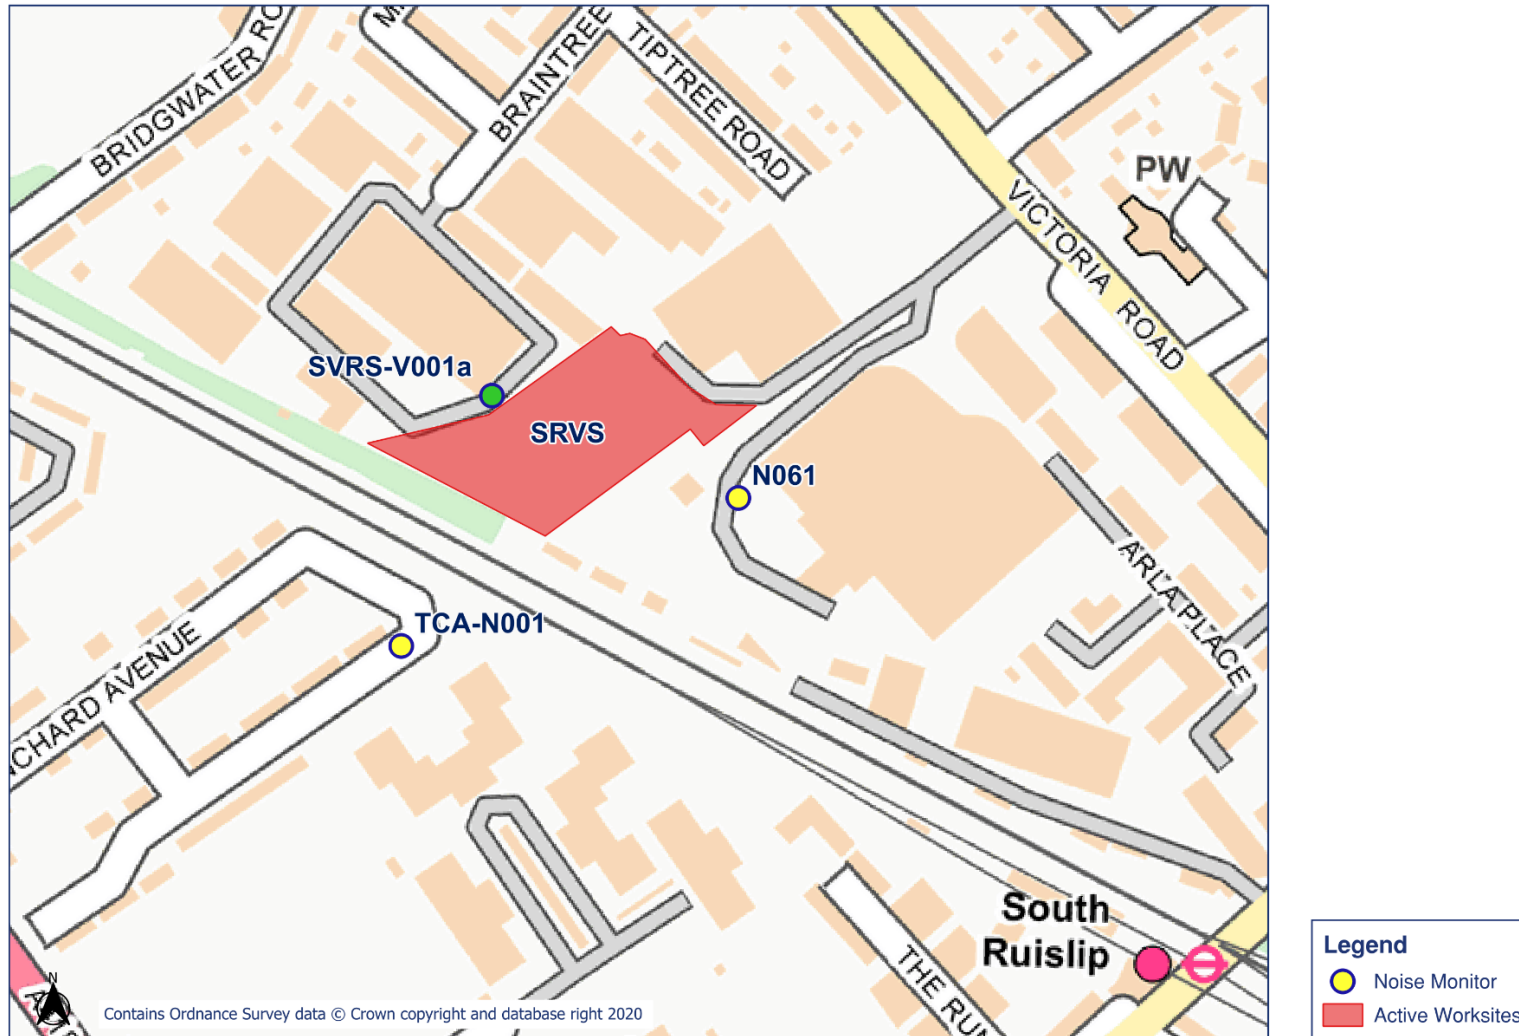 BRIDGWATER RO
BRAINTREE
TIPTREE ROAD
PW
VICTORIA ROAD
SVRS-V001a
SRVS
N061
ARLA PLACE
TCA-N001
NCHARD AVENUE
South
Ruislip
THE RUN
N
Contains Ordnance Survey data © Crown copyright and database right 2020
Legend
Noise Monitor
Active Worksites